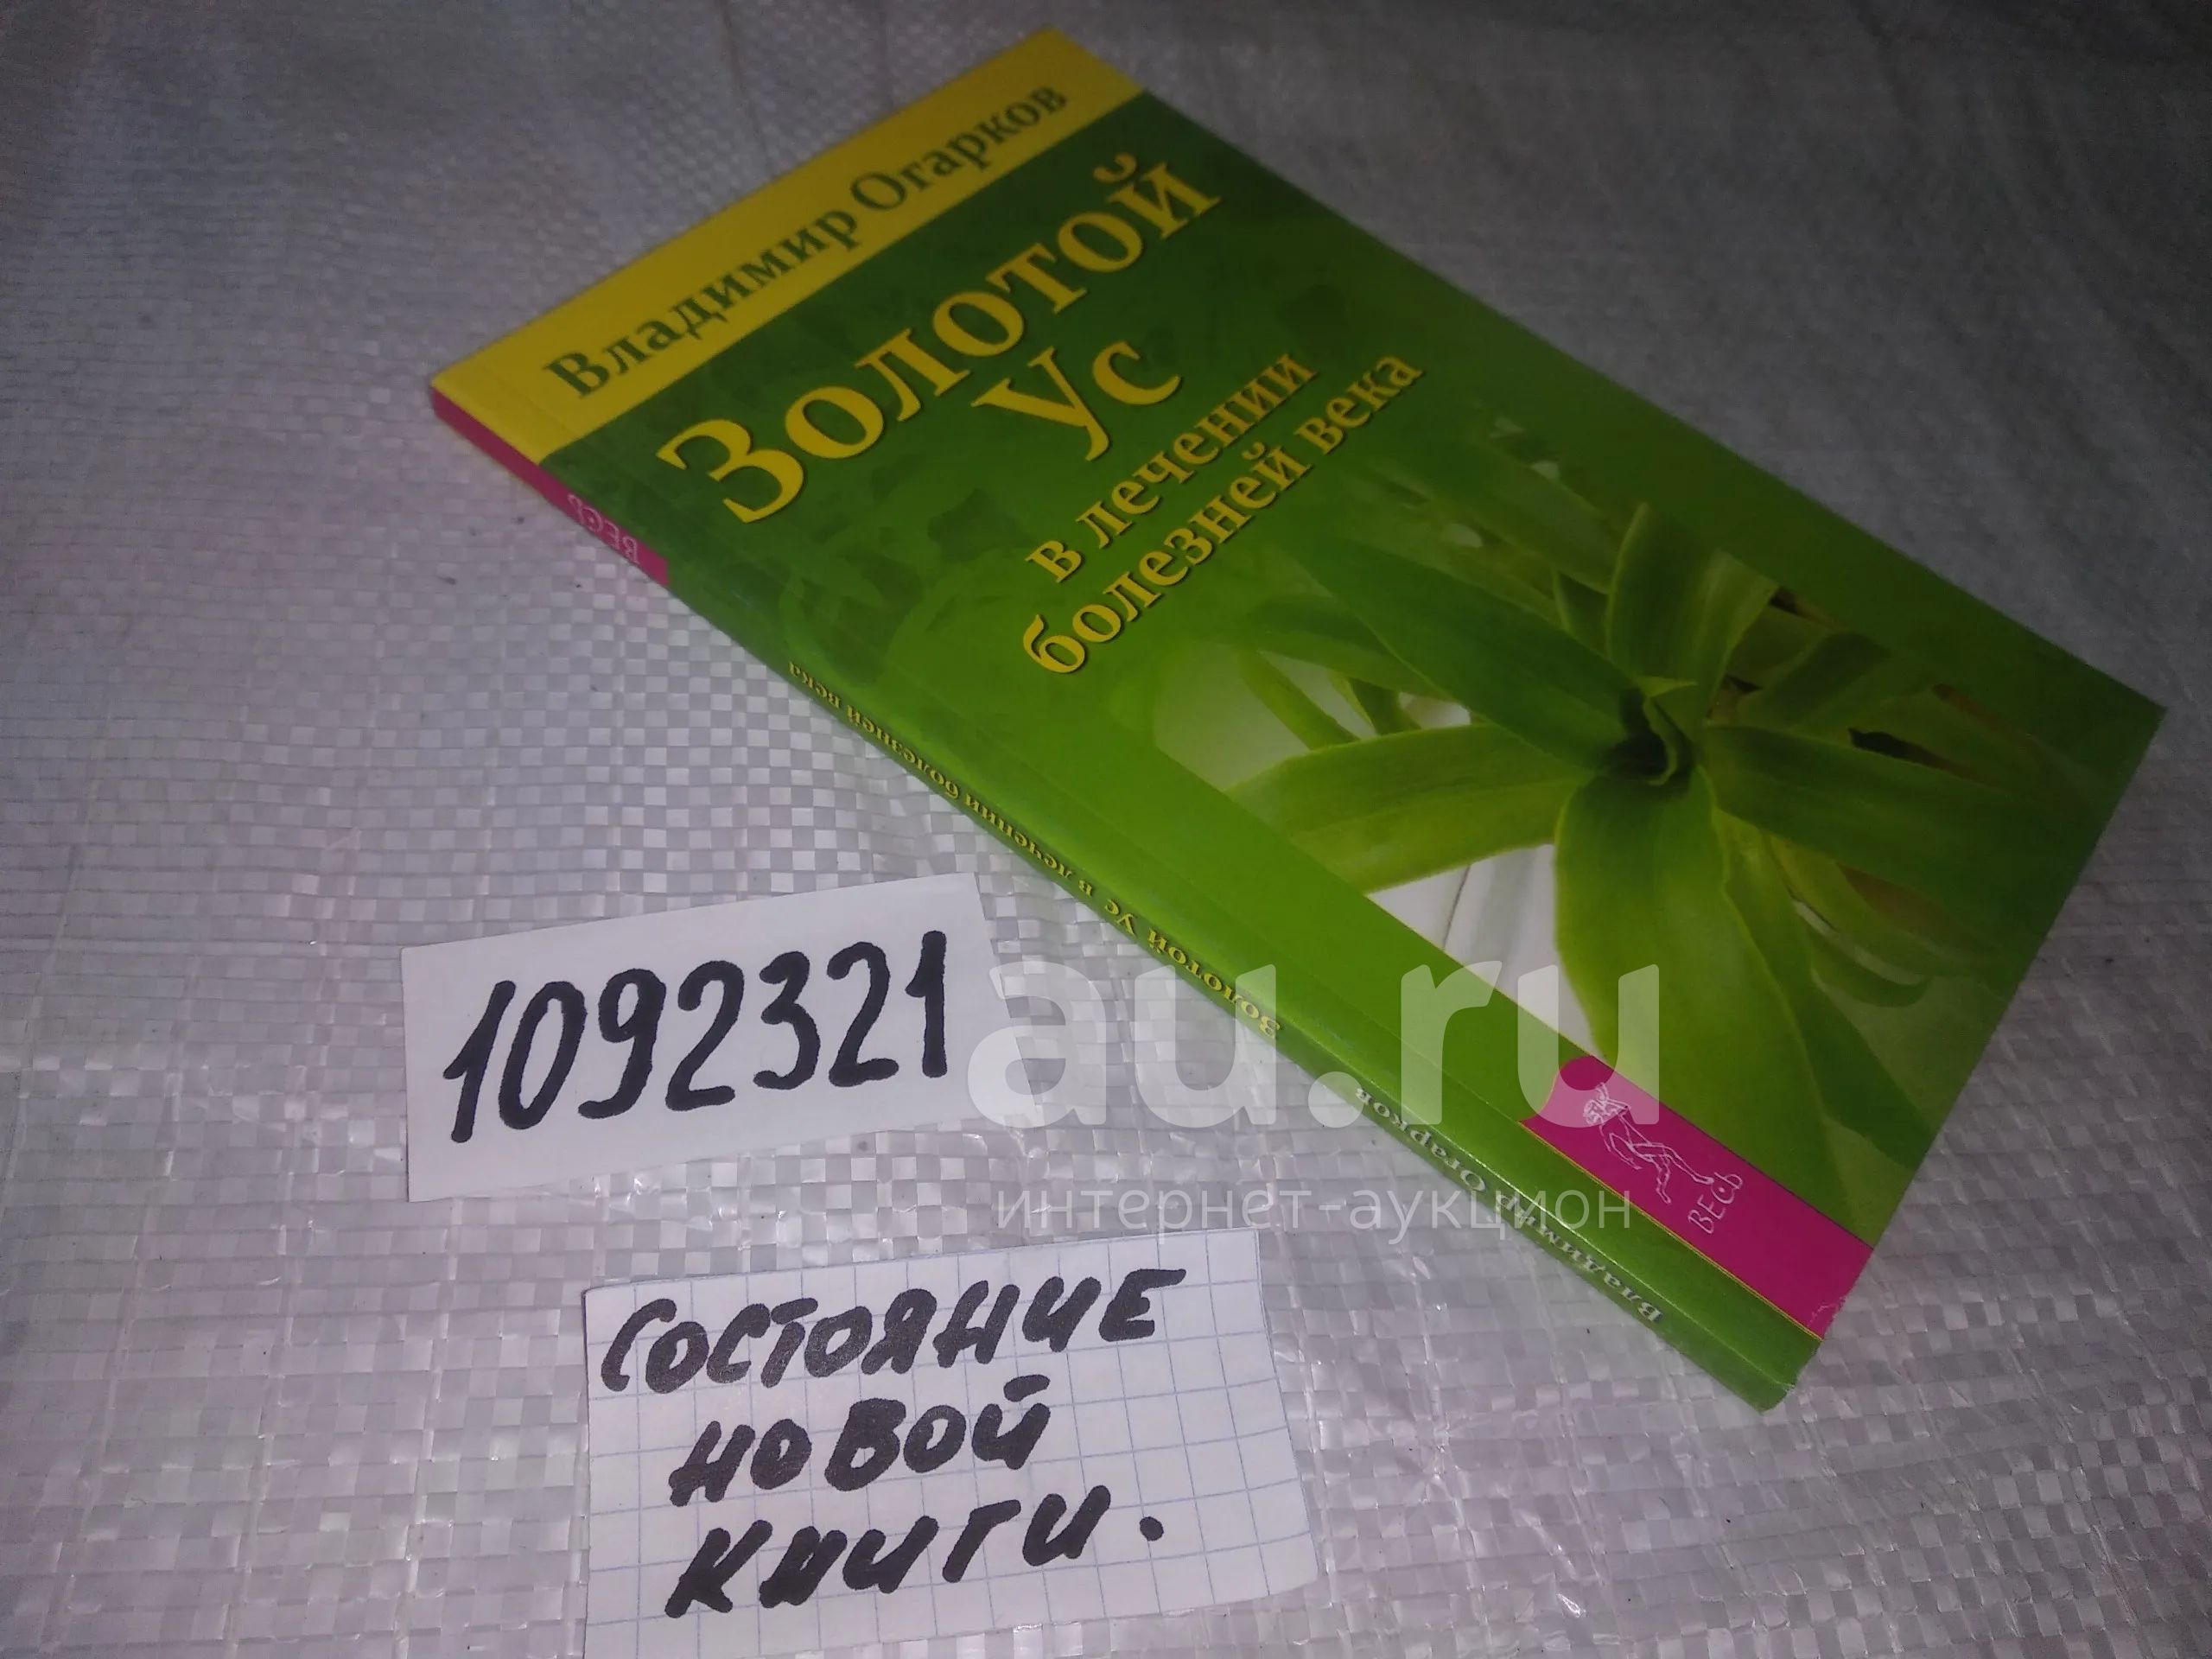 Владимир Огарков
Золотой
Ус
в лечении
болезней века
ВЕСЬ
Владимир Огарков Золотой Ус в лечении болезней века
ВЕСЬ
1092321
au.ru
интернет-аукцион
СОСТОЯНИЕ
НОВОЙ
КНИГИ.